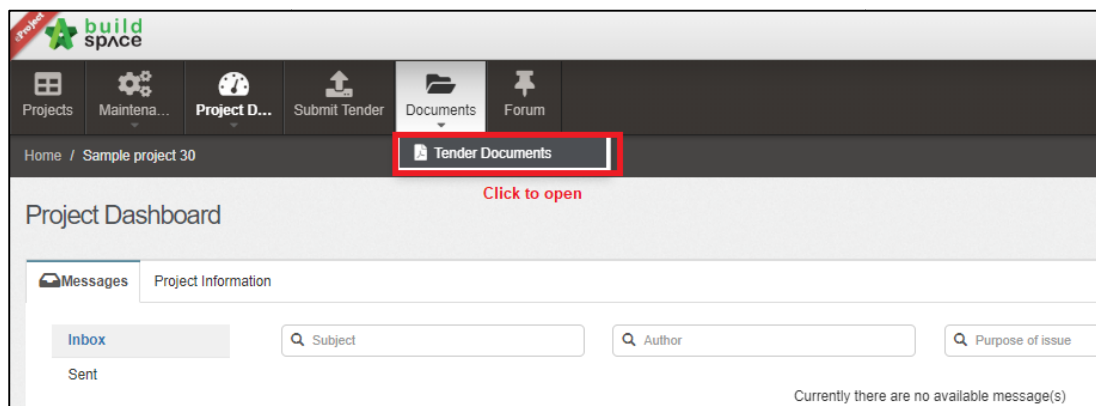 eProject
build
spʌce
Projects
Maintena...
Project D...
Submit Tender
Documents
Forum
Home / Sample project 30
Tender Documents
Click to open
Project Dashboard
Messages
Project Information
Inbox
Subject
Author
Purpose of issue
Sent
Currently there are no available message(s)